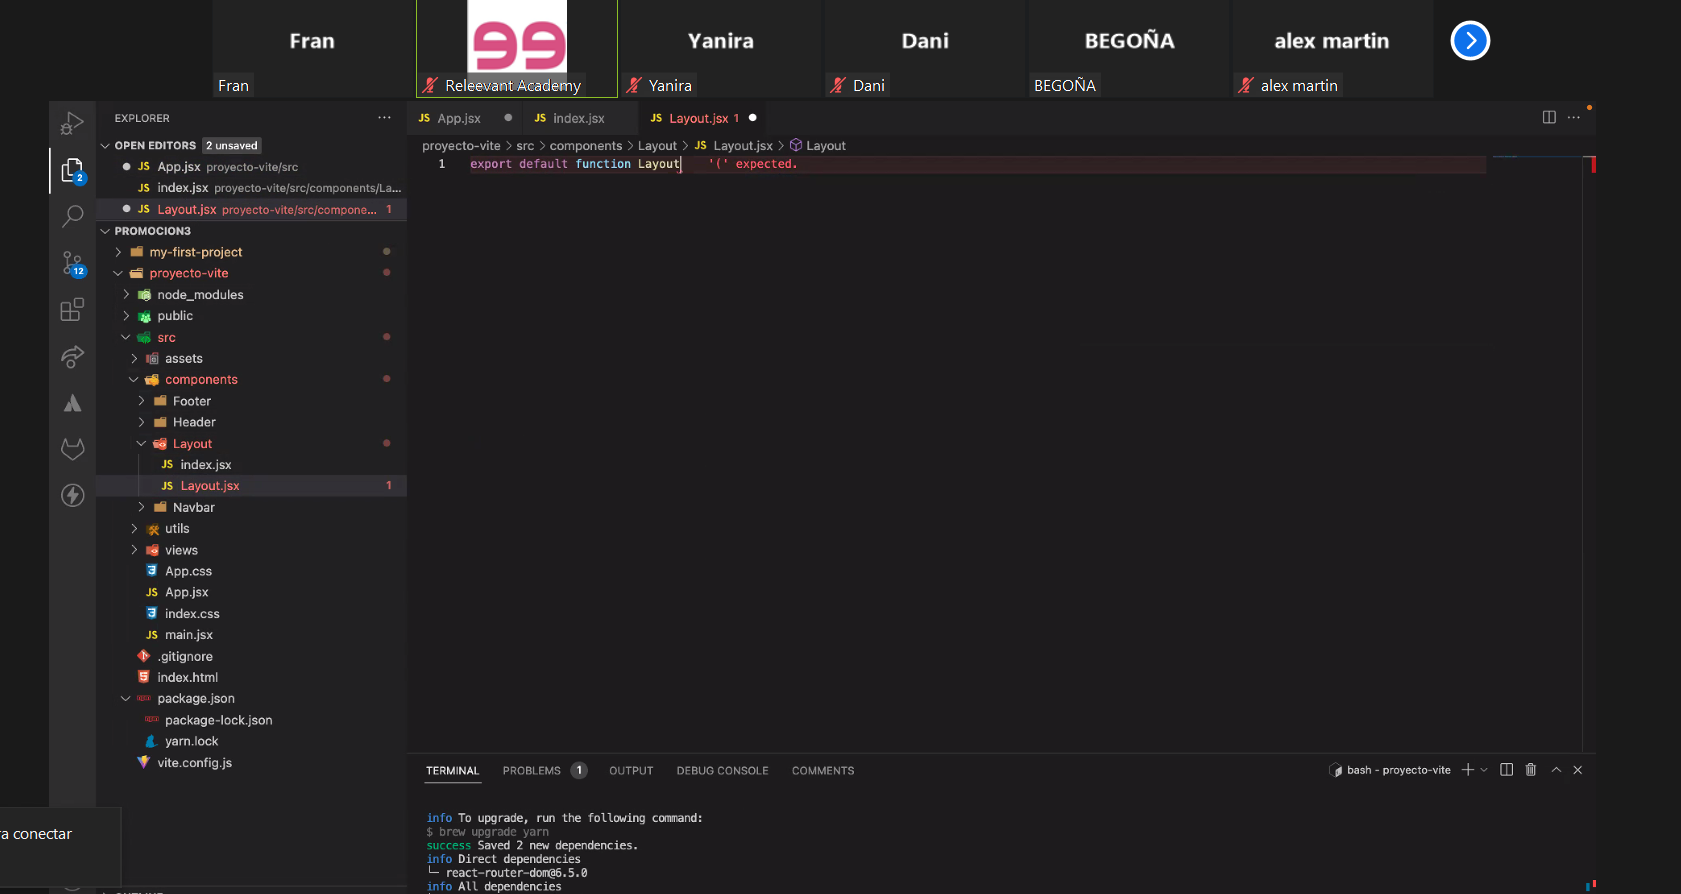 Fran
Yanira
Dani
BEGOÑA
alex martin
Fran
Releevant Academy
Yanira
Dani
BEGOÑA
alex martin
EXPLORER
JS App.jsx
JS index.jsx
JS Layout.jsx 1
OPEN EDITORS 2 unsaved
proyecto-vite > src > components > Layout > JS Layout.jsx > Layout
JS App.jsx proyecto-vite/src
1 export default function Layout '(' expected.
2
JS index.jsx proyecto-vite/src/components/La...
JS Layout.jsx proyecto-vite/src/compone... 1
PROMOCION3
my-first-project
12
proyecto-vite
node_modules
public
src
assets
components
Footer
Header
Layout
JS index.jsx
JS Layout.jsx 1
Navbar
utils
views
App.css
JS App.jsx
index.css
JS main.jsx
.gitignore
index.html
package.json
package-lock.json
yarn.lock
vite.config.js
TERMINAL PROBLEMS 1 OUTPUT DEBUG CONSOLE COMMENTS
bash - proyecto-vite
info To upgrade, run the following command:
$ brew upgrade yarn
success Saved 2 new dependencies.
info Direct dependencies
└─ react-router-dom@6.5.0
info All dependencies
a conectar
OUTLINE